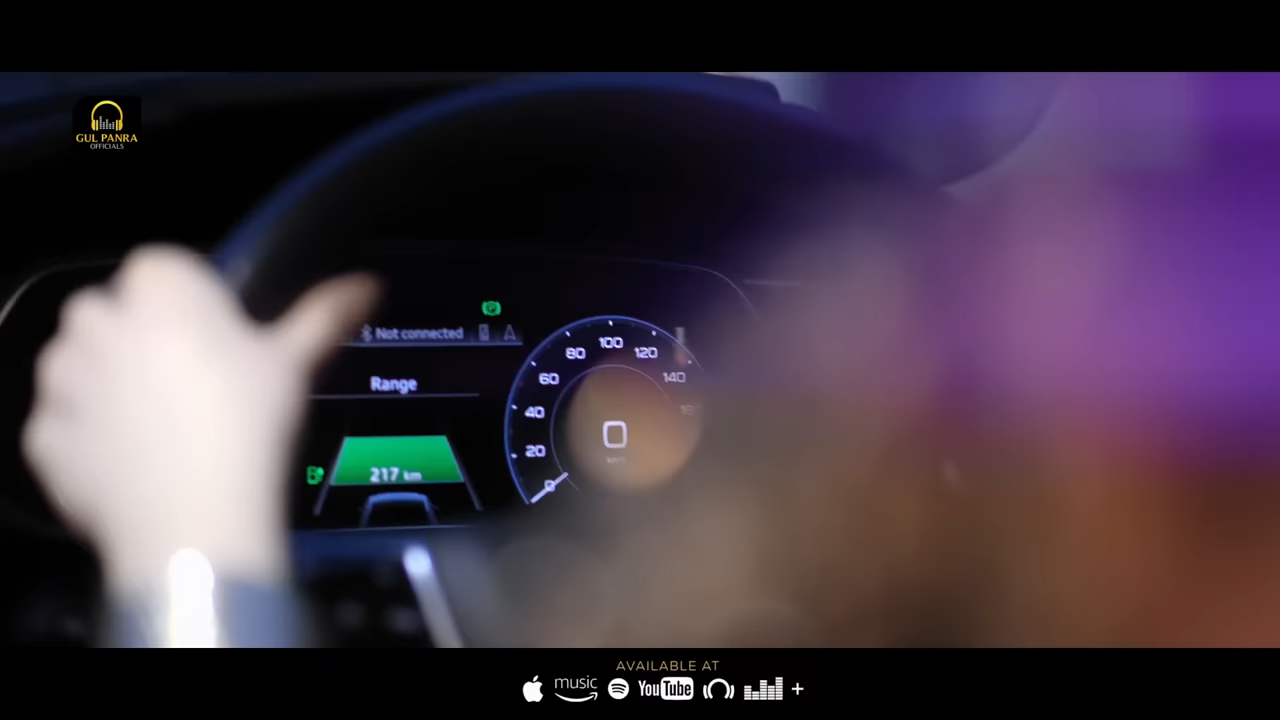 GUL PANRA
OFFICIALS
Not connected
Range
217 km
0
20
40
60
80
100
120
140
0
AVAILABLE AT
music
YouTube
+